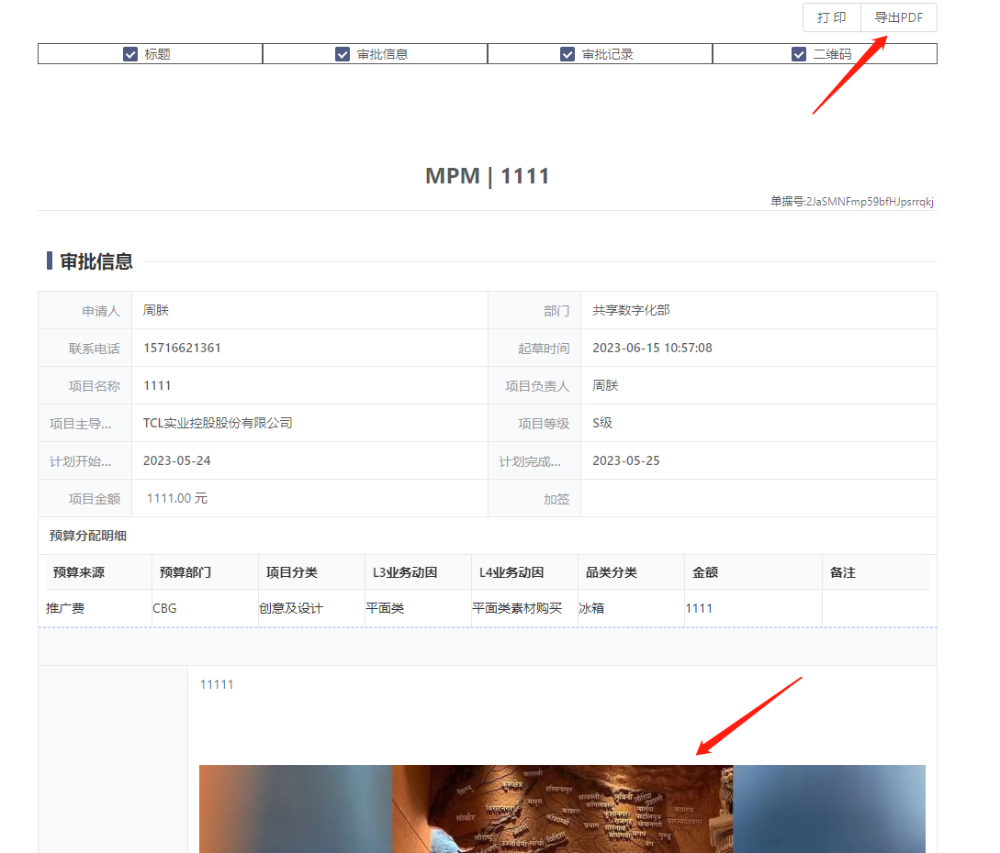 打 印 导出PDF
标题 审批信息 审批记录 二维码
MPM | 1111
单据号:2JaSMNFmp59bfHJpsrrqkj
审批信息
申请人 周朕 部门 共享数字化部
联系电话 15716621361 起草时间 2023-06-15 10:57:08
项目名称 1111 项目负责人 周朕
项目主导... TCL实业控股股份有限公司 项目等级 S级
计划开始... 2023-05-24 计划完成... 2023-05-25
项目金额 1111.00 元 加签
预算分配明细
预算来源 预算部门 项目分类 L3业务动因 L4业务动因 品类分类 金额 备注
推广费 CBG 创意及设计 平面类 平面类素材购买 冰箱 1111
11111
कुरुक्षेत्र
हस्तिनापुर
मथुरा
श्रावस्ती
लुंबिनी
कपिलवस्तु
काशी
प्रयाग
सारनाथ
मगध
सौराष्ट्र
अवंती
विदिशा